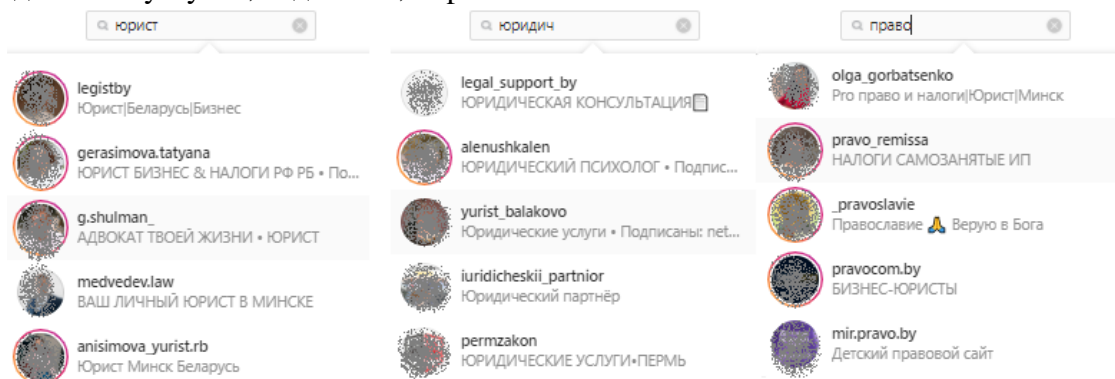 юрист
legistby
Юрист|Беларусь|Бизнес
gerasimova.tatyana
ЮРИСТ БИЗНЕС & НАЛОГИ РФ РБ • По...
g.shulman_
АДВОКАТ ТВОЕЙ ЖИЗНИ • ЮРИСТ
medvedev.law
ВАШ ЛИЧНЫЙ ЮРИСТ В МИНСКЕ
anisimova_yurist.rb
Юрист Минск Беларусь
юридич
legal_support_by
ЮРИДИЧЕСКАЯ КОНСУЛЬТАЦИЯ
alenushkalen
ЮРИДИЧЕСКИЙ ПСИХОЛОГ • Подпис...
yurist_balakovo
Юридические услуги • Подписаны: net...
iuridicheskii_partnior
Юридический партнёр
permzakon
ЮРИДИЧЕСКИЕ УСЛУГИ•ПЕРМЬ
право
olga_gorbatsenko
Pro право и налоги|Юрист|Минск
pravo_remissa
НАЛОГИ САМОЗАНЯТЫЕ ИП
_pravoslavie
Православие 🙏 Верую в Бога
pravocom.by
БИЗНЕС-ЮРИСТЫ
mir.pravo.by
Детский правовой сайт